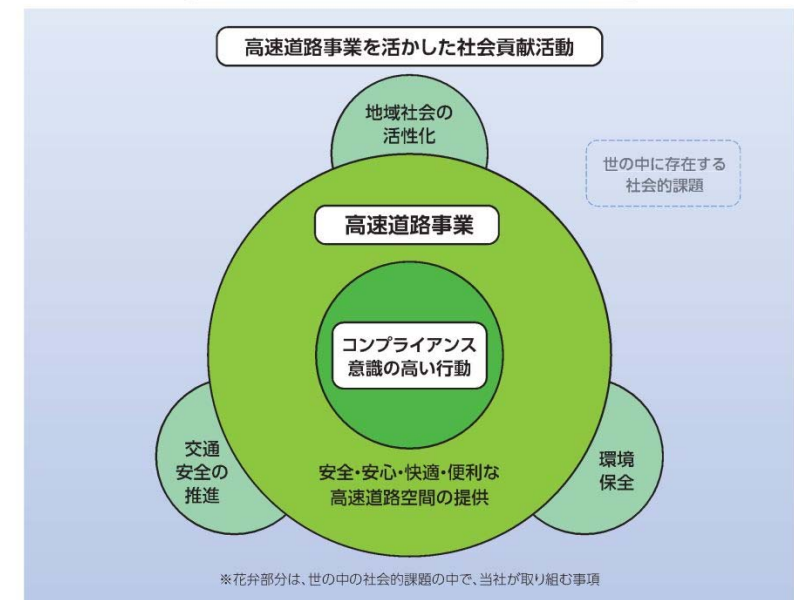 高速道路事業を活かした社会貢献活動
地域社会の
活性化
世の中に存在する
社会的課題
高速道路事業
コンプライアンス
意識の高い行動
交通
安全の
推進
安全・安心・快適・便利な
高速道路空間の提供
環境
保全
※花弁部分は、世の中の社会的課題の中で、当社が取り組む事項